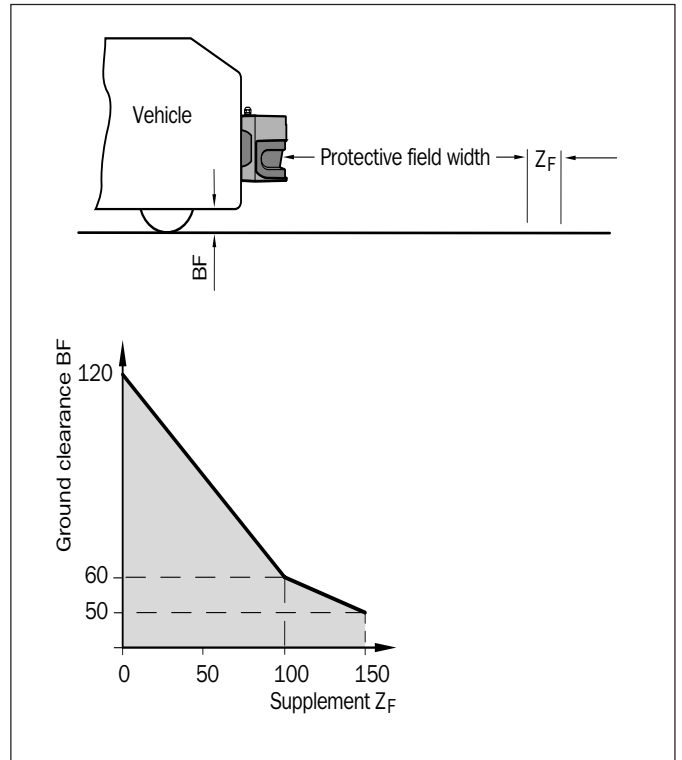 Vehicle
Protective field width
ZF
BF
Ground clearance BF
120
60
50
0 50 100 150
Supplement ZF